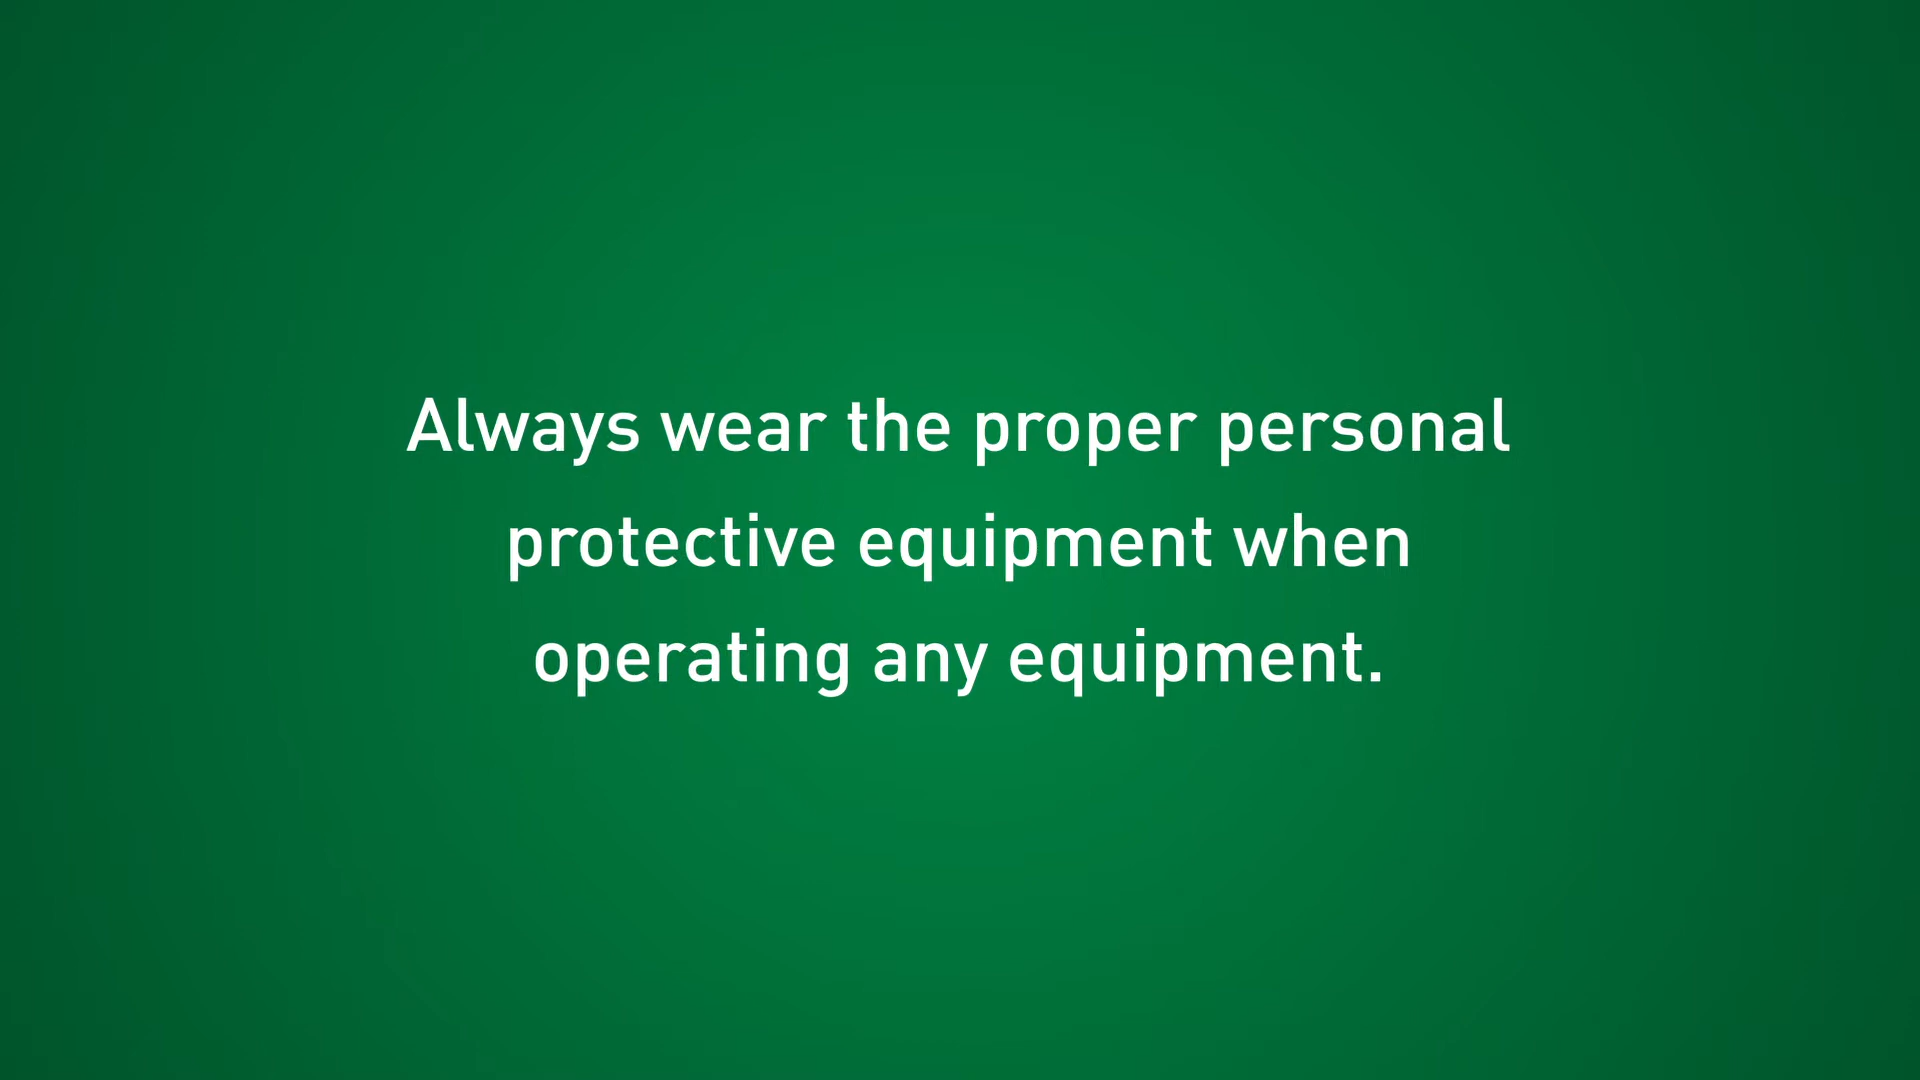 Always wear the proper personal
protective equipment when
operating any equipment.